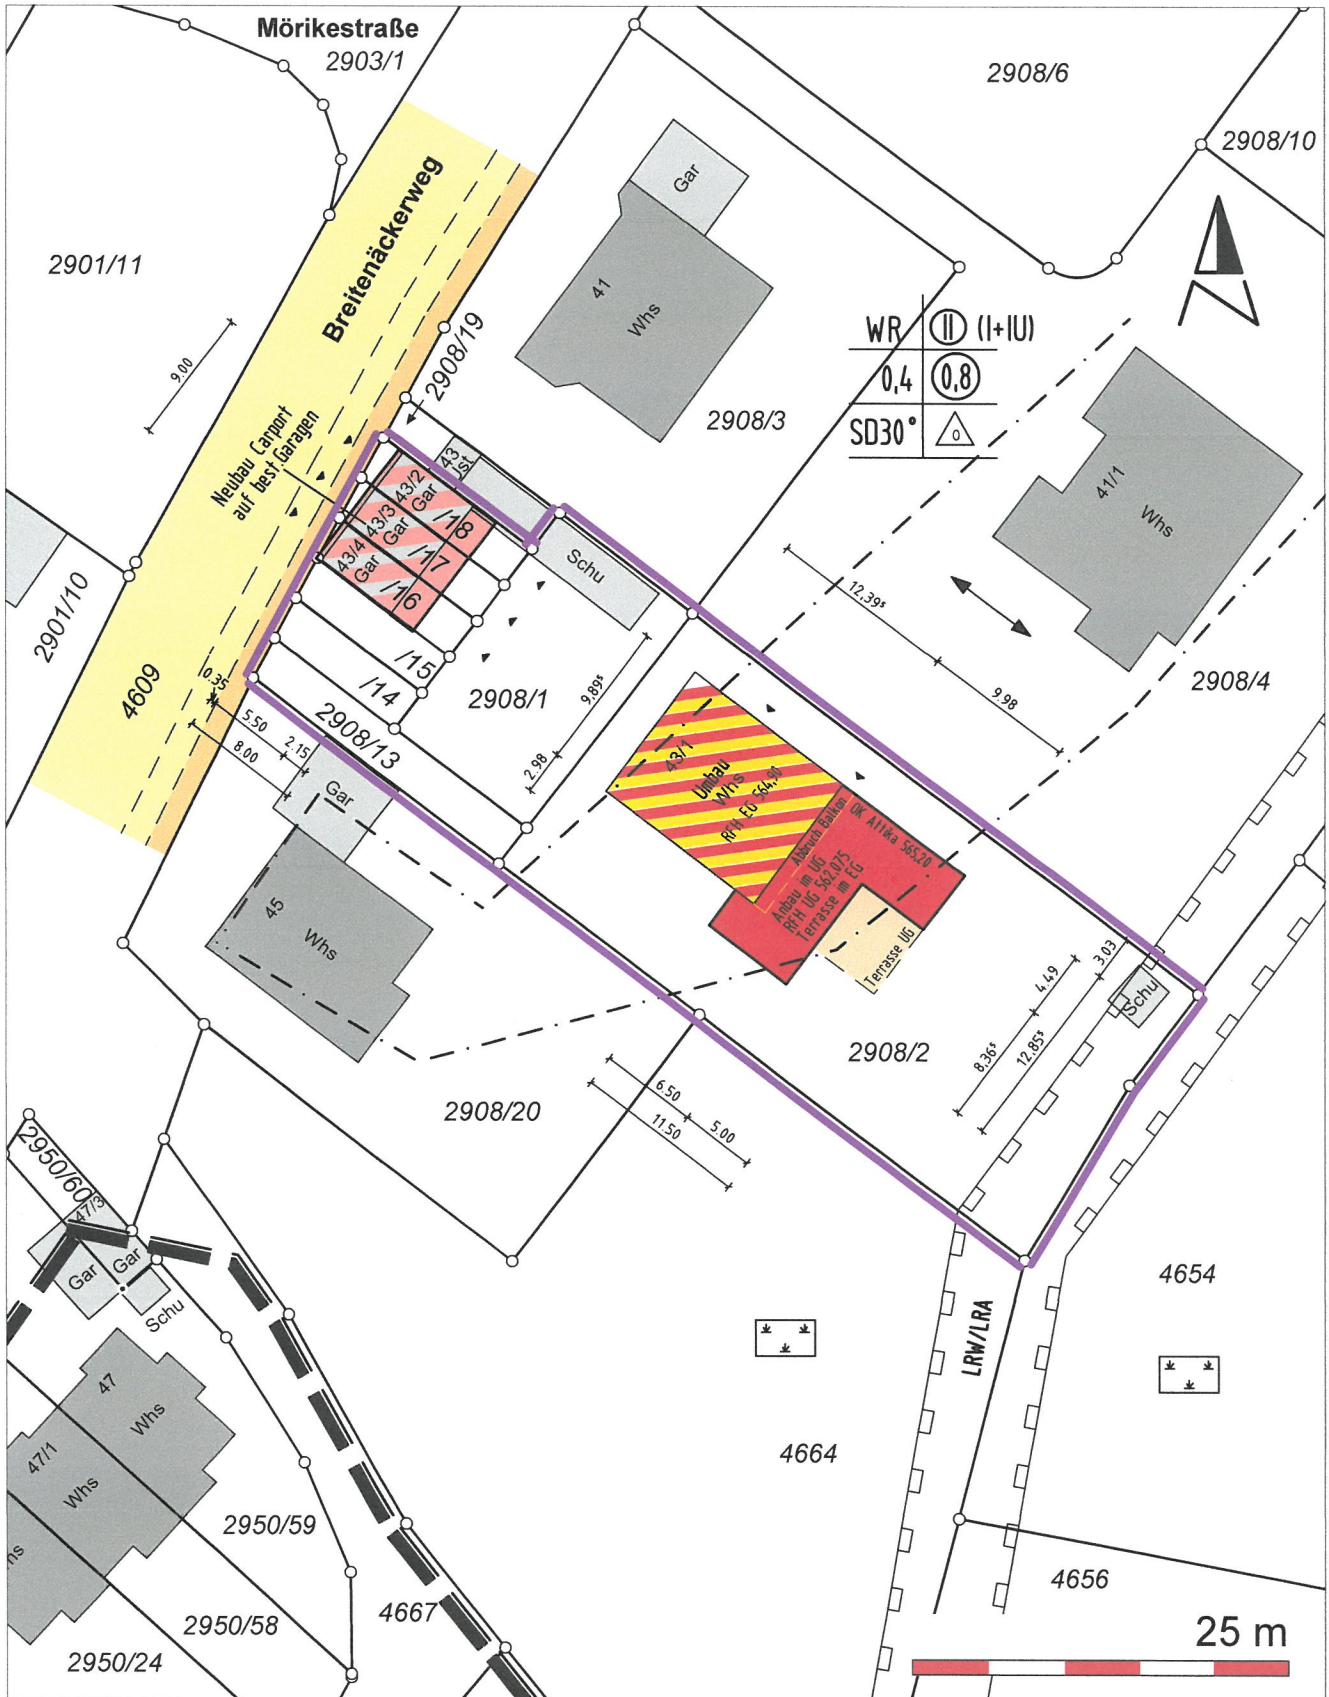 Mörikestraße
2903/1
2908/6
2908/10
Gar
2901/11
Breitenäckerweg
41
Whs
9.00
2908/19
WR II (I+IU)
0,4 0,8
SD30° 0
2908/3
41/1
Whs
Neubau Carport
auf best.Garagen
43
Ust
43/2
Gar
/18
43/3
Gar
/17
43/4
Gar
/16
Schu
2901/10
12,39⁵
9.98
2908/4
4609
/15
/14
2908/13
2908/1
9,89⁵
2.98
0.35
5.50
2.15
8.00
Gar
43/1
Umbau
Whs
RFH EG 564,90
Abbruch Balkon
OK Attika 565,20
Anbau im UG
RFH UG 562,075
Terrasse im EG
Terrasse UG
45
Whs
3.03
4.49
8,36⁵
12,85⁵
Schu
2908/2
2908/20
6.50
11.50
5.00
2950/60
47/3
Gar
Gar
Schu
4654
LRW/LRA
47
Whs
47/1
Whs
4664
2950/59
4656
2950/58
4667
2950/24
25 m